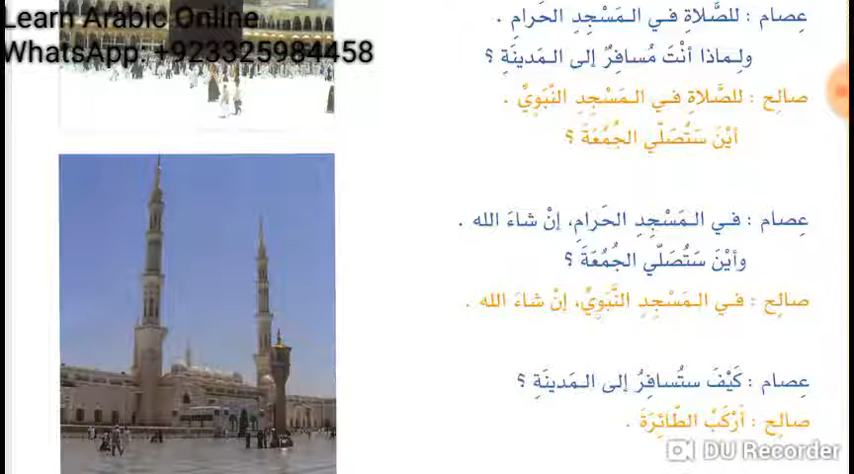 Learn Arabic Online
WhatsApp: +923325984458
عِصام : للصَّلاةِ في الـمَسْجِدِ الحَرامِ .
ولِـماذا أنْتَ مُسافِرٌ إلى الـمَدينَةِ ؟
صالِح : للصَّلاةِ في الـمَسْجِدِ النَّبَوِيِّ .
أيْنَ سَتُصَلّي الجُمُعَةَ ؟
عِصام : في الـمَسْجِدِ الحَرامِ، إنْ شاءَ الله .
وأيْنَ سَتُصَلّي الجُمُعَةَ ؟
صالِح : في الـمَسْجِدِ النَّبَوِيِّ، إنْ شاءَ الله .
عِصام : كَيْفَ ستُسافِرُ إلى الـمَدينَةِ ؟
صالِح : أرْكَبُ الطّائِرَةَ .
DU Recorder